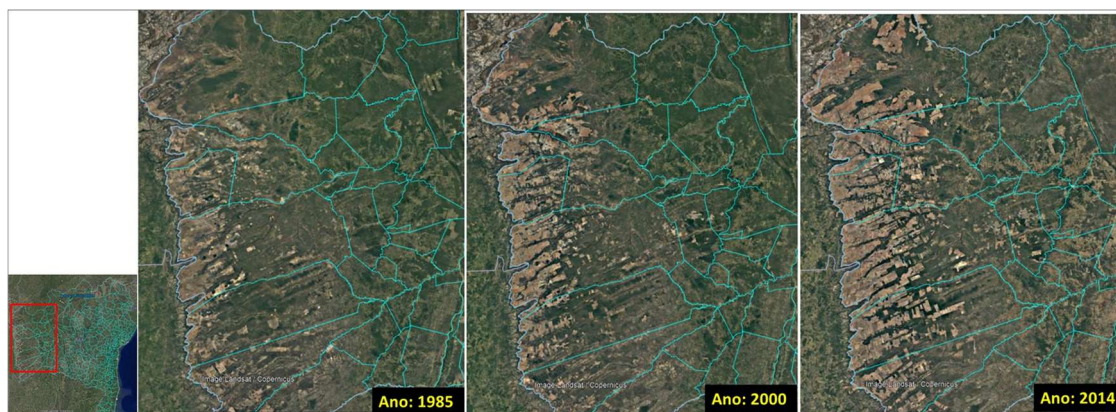 Image Landsat / Copernicus
Ano: 1985
Image Landsat / Copernicus
Ano: 2000
Image Landsat / Copernicus
Ano: 2014